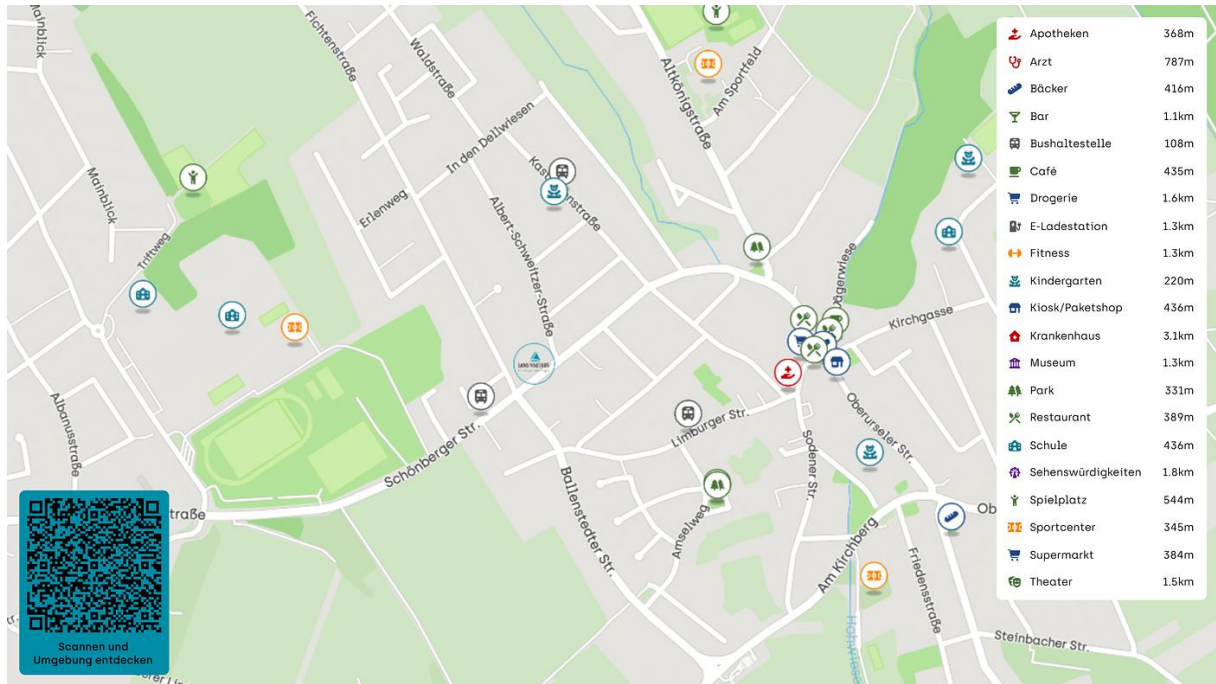 Mainblick
Fichtenstraße
Waldstraße
Altkönigstraße
Am Sportfeld
In den Dellwiesen
Mainblick
Erlenweg
Albert-Schweitzer-Straße
Triftweg
Jägerwiese
Kirchgasse
Albanusstraße
Schönberger Str.
Limburger Str.
Oberurseler Str.
Sodener Str.
Ballenstedter Str.
Amselweg
Am Kirchberg
Ob
traße
Friedensstraße
Hohwiese
Steinbacher Str.
Scannen und
Umgebung entdecken
Apotheken 368m
Arzt 787m
Bäcker 416m
Bar 1.1km
Bushaltestelle 108m
Café 435m
Drogerie 1.6km
E-Ladestation 1.3km
Fitness 1.3km
Kindergarten 220m
Kiosk/Paketshop 436m
Krankenhaus 3.1km
Museum 1.3km
Park 331m
Restaurant 389m
Schule 436m
Sehenswürdigkeiten 1.8km
Spielplatz 544m
Sportcenter 345m
Supermarkt 384m
Theater 1.5km